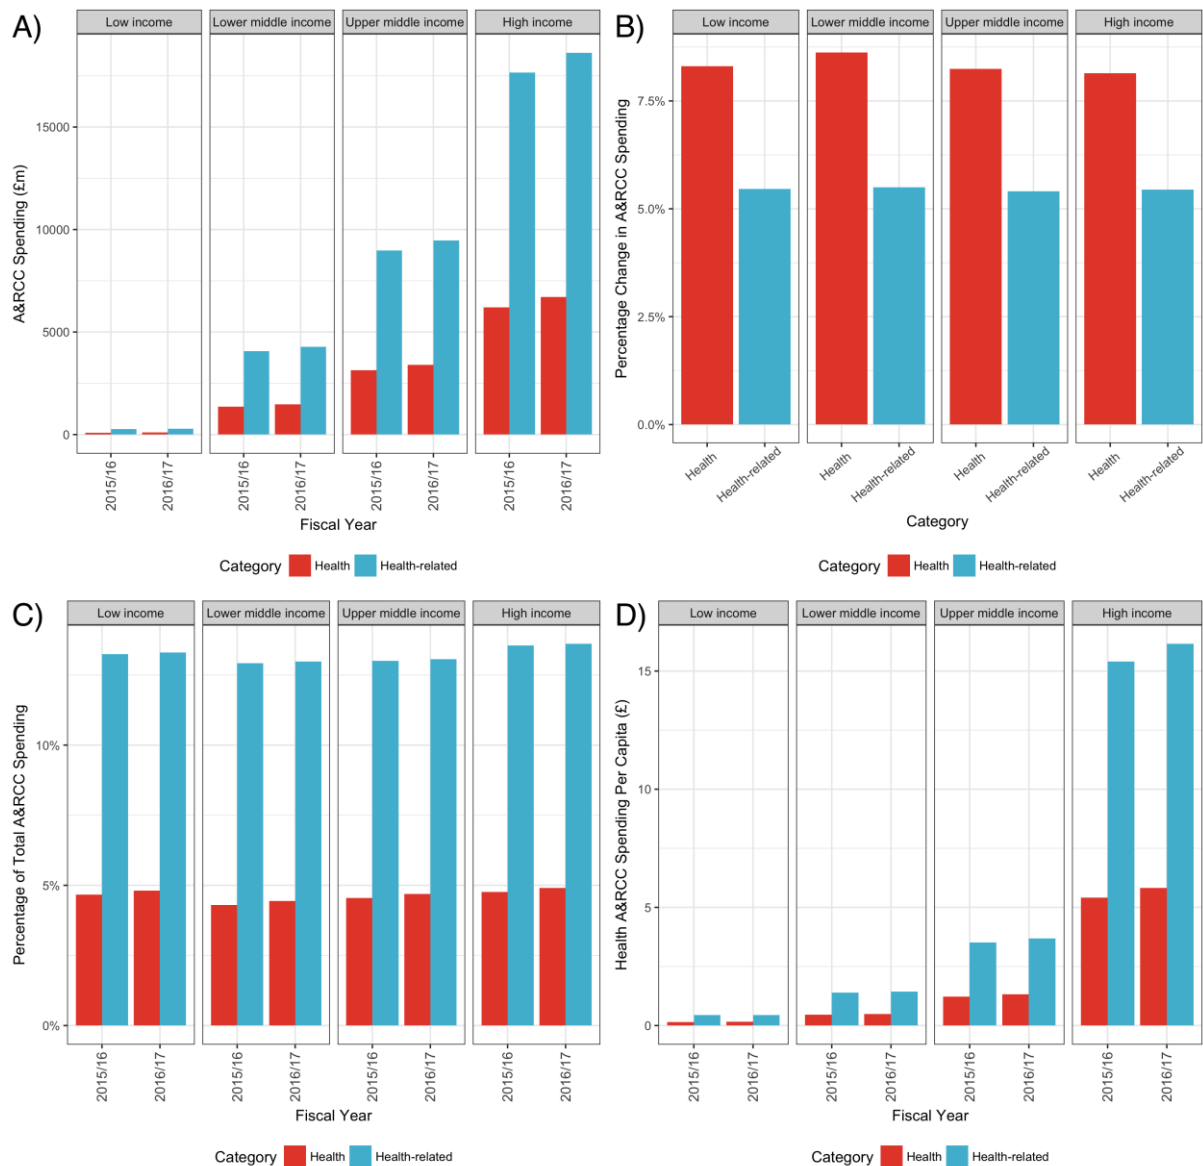 A)
Low income
Lower middle income
Upper middle income
High income
A&RCC Spending (£m)
15000
10000
5000
0
2015/16
2016/17
2015/16
2016/17
2015/16
2016/17
2015/16
2016/17
Fiscal Year
Category Health Health-related
B)
Low income
Lower middle income
Upper middle income
High income
Percentage Change in A&RCC Spending
7.5%
5.0%
2.5%
0.0%
Health
Health-related
Health
Health-related
Health
Health-related
Health
Health-related
Category
Category Health Health-related
C)
Low income
Lower middle income
Upper middle income
High income
Percentage of Total A&RCC Spending
10%
5%
0%
2015/16
2016/17
2015/16
2016/17
2015/16
2016/17
2015/16
2016/17
Fiscal Year
Category Health Health-related
D)
Low income
Lower middle income
Upper middle income
High income
Health A&RCC Spending Per Capita (£)
15
10
5
0
2015/16
2016/17
2015/16
2016/17
2015/16
2016/17
2015/16
2016/17
Fiscal Year
Category Health Health-related